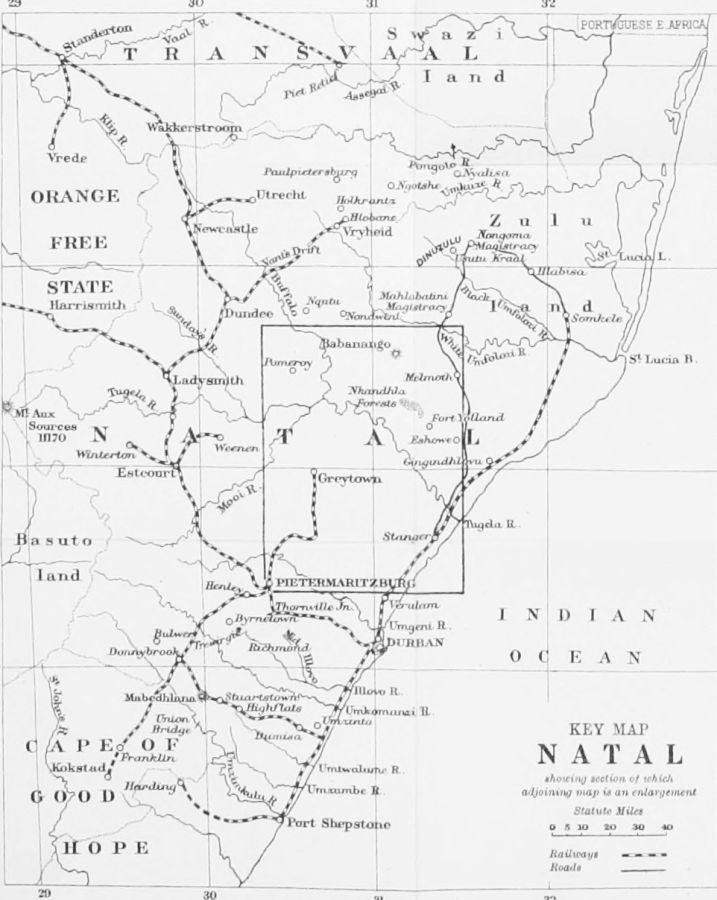 29
30
31
32
PORTUGUESE E. AFRICA
Standerton
Vaal R.
Swazi
TRANSVAAL
land
Piet Retief
Assegai R.
Klip R.
Wakkerstroom
Vrede
Paulpietersburg
Pongolo R.
Nyalisa
Ngotshe
Umkuze R.
ORANGE
Utrecht
Holkrantz
Hlobane
Vryheid
Zulu
Newcastle
FREE
Nongoma
Magistracy
DINUZULU
Usutu Kraal
St. Lucia L.
Hlabisa
STATE
Buffalo
Harrismith
Dundee
Nqutu
Nondweni
Mahlabatini
Magistracy
Black Umfolozi R.
land
Somkele
Sundays R.
Babanango
White Umfolozi R.
St. Lucia B.
Pomeroy
Ladysmith
Melmoth
Tugela R.
Nkandhla
Forests
Mt. Aux
Sources
11170
Fort Yolland
NATAL
Weenen
Eshowe
Winterton
Estcourt
Gingindhlovu
Greytown
Mooi R.
Tugela R.
Stanger
Basuto
land
Henley
PIETERMARITZBURG
Thornville Jn.
Verulam
Byrnetown
Umgeni R.
INDIAN
Bulwer
Richmond
DURBAN
Donnybrook
OCEAN
Illovo
St. John's R.
Mabedhlana
Stuartstown
Highflats
Illovo R.
Umkomanzi R.
Union
Bridge
Umzinto
Dumisa
CAPE OF
Franklin
Kokstad
Umzimkulu R.
Umtwalume R.
Harding
Umzumbe R.
GOOD
Port Shepstone
HOPE
KEY MAP
NATAL
showing section of which
adjoining map is an enlargement
Statute Miles
0 5 10 20 30 40
Railways
Roads
29
30
31
32